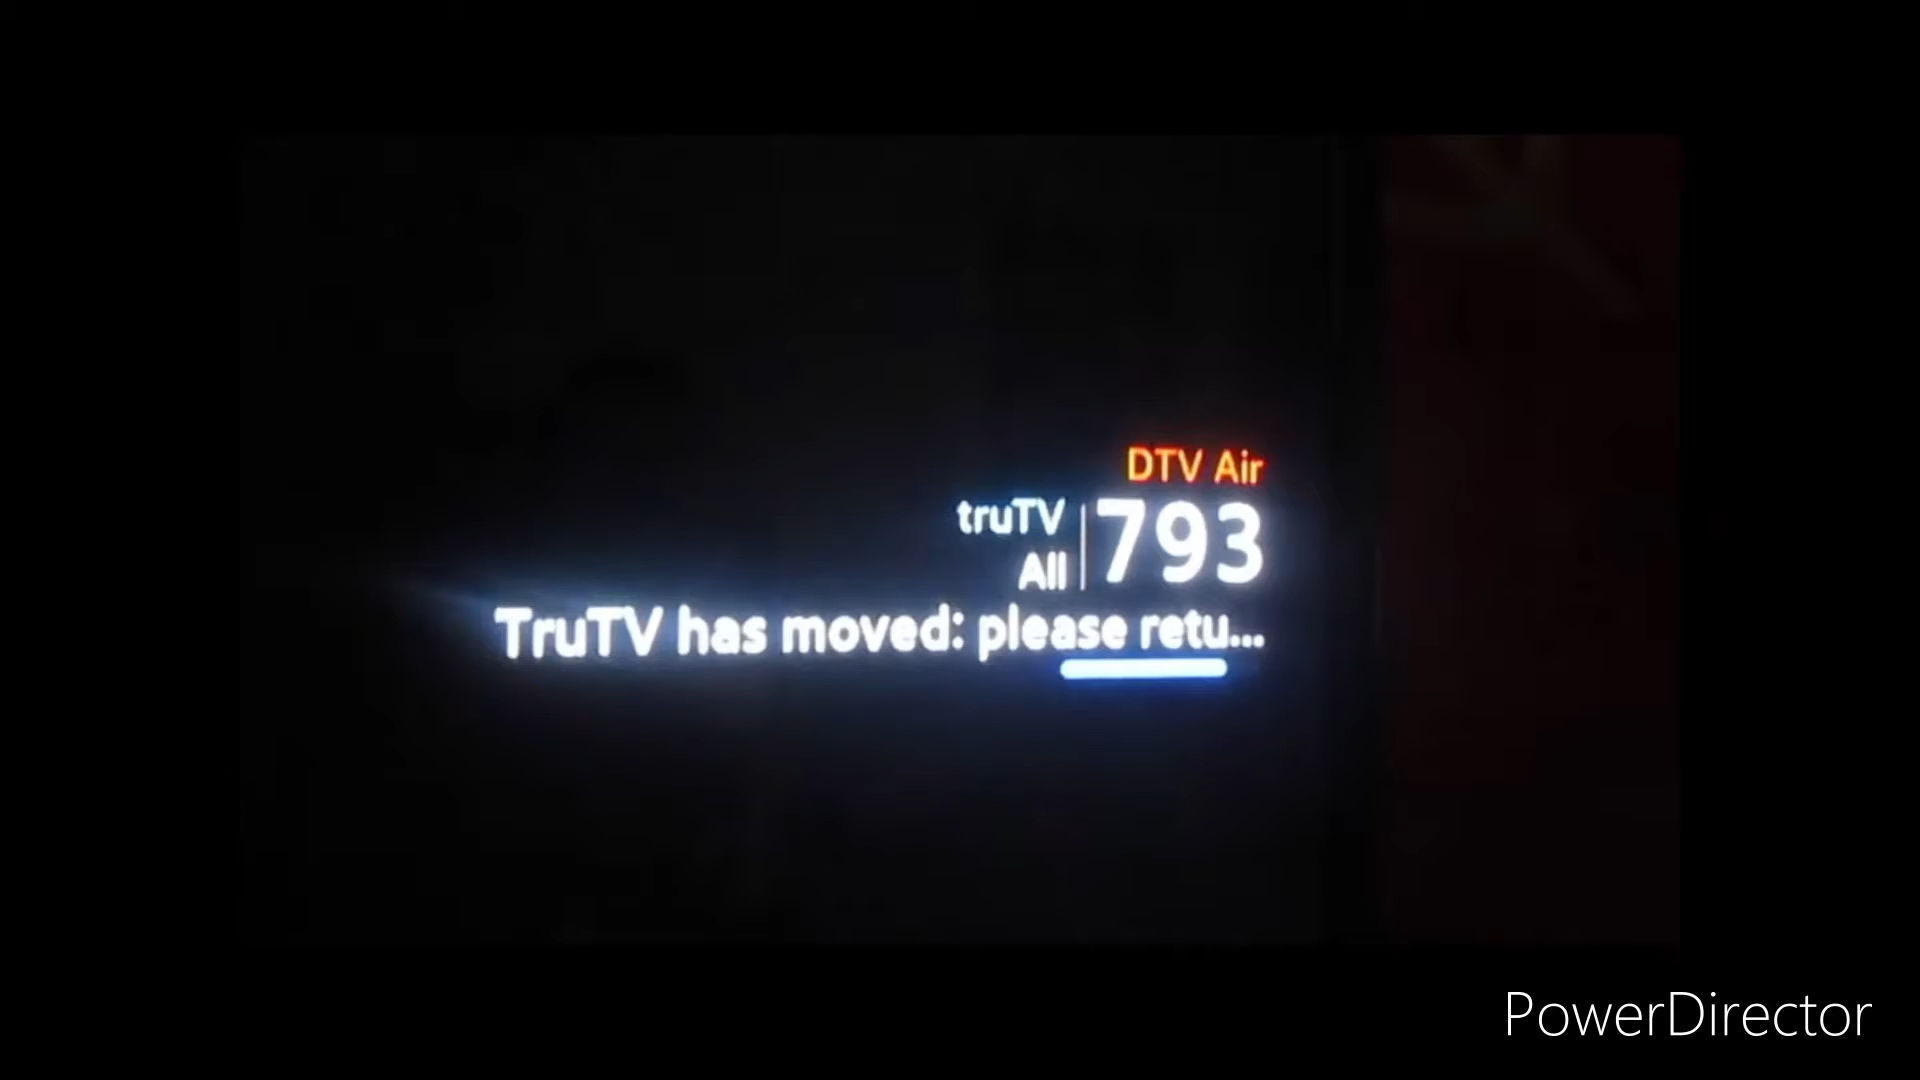 DTV Air
truTV
793
All
TruTV has moved: please retu...
PowerDirector